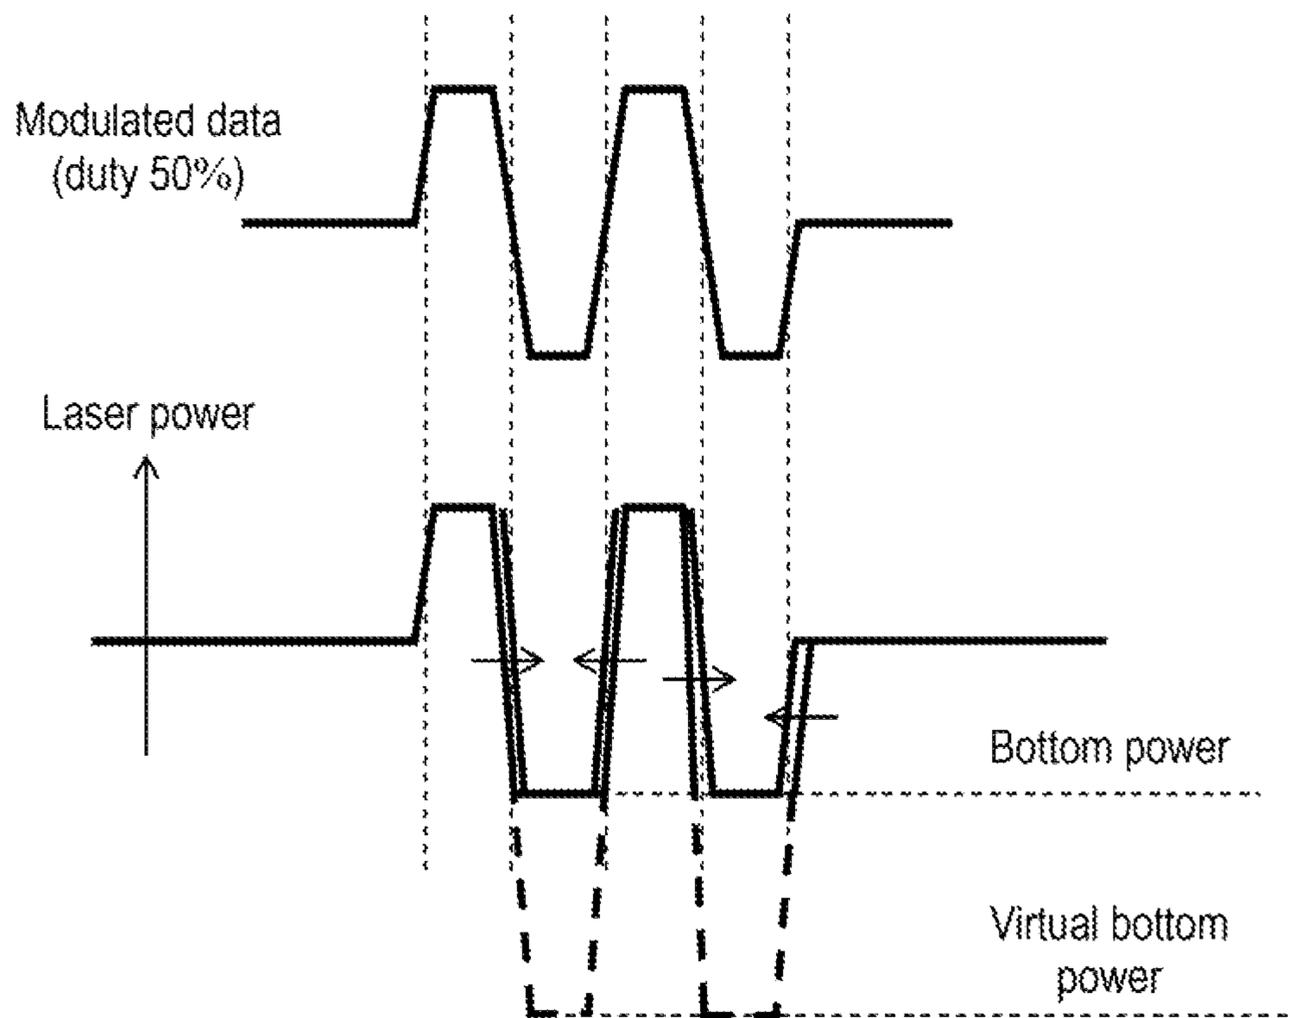 Modulated data
(duty 50%)
Laser power
Bottom power
Virtual bottom
power